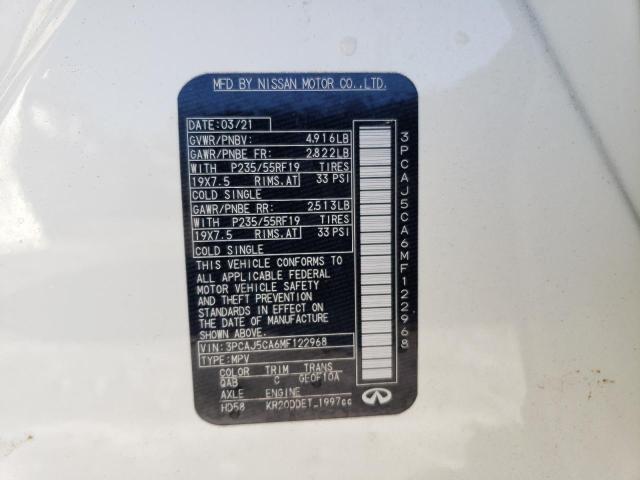 MFD BY NISSAN MOTOR CO.,LTD.
DATE: 03/21
GVWR/PNBV: 4,916LB
GAWR/PNBE FR: 2,822LB
WITH P235/55RF19 TIRES
19X7.5 RIMS.AT 33 PSI
COLD SINGLE
GAWR/PNBE RR: 2,513LB
WITH P235/55RF19 TIRES
19X7.5 RIMS.AT 33 PSI
COLD SINGLE
THIS VEHICLE CONFORMS TO
ALL APPLICABLE FEDERAL
MOTOR VEHICLE SAFETY
AND THEFT PREVENTION
STANDARDS IN EFFECT ON
THE DATE OF MANUFACTURE
SHOWN ABOVE.
VIN: 3PCAJ5CA6MF122968
TYPE: MPV
COLOR TRIM TRANS
QAB C GE0F10A
AXLE ENGINE
HD58 KR20DDET_1997cc
3PCAJ5CA6MF122968